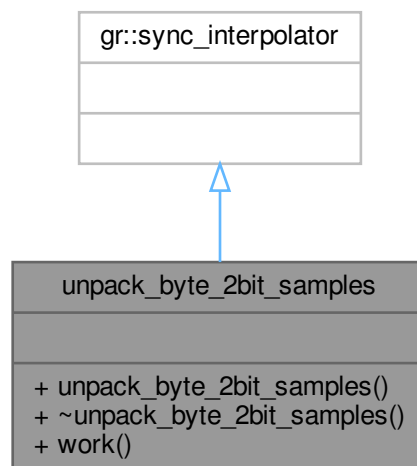 gr::sync_interpolator
unpack_byte_2bit_samples
+ unpack_byte_2bit_samples()
+ ~unpack_byte_2bit_samples()
+ work()